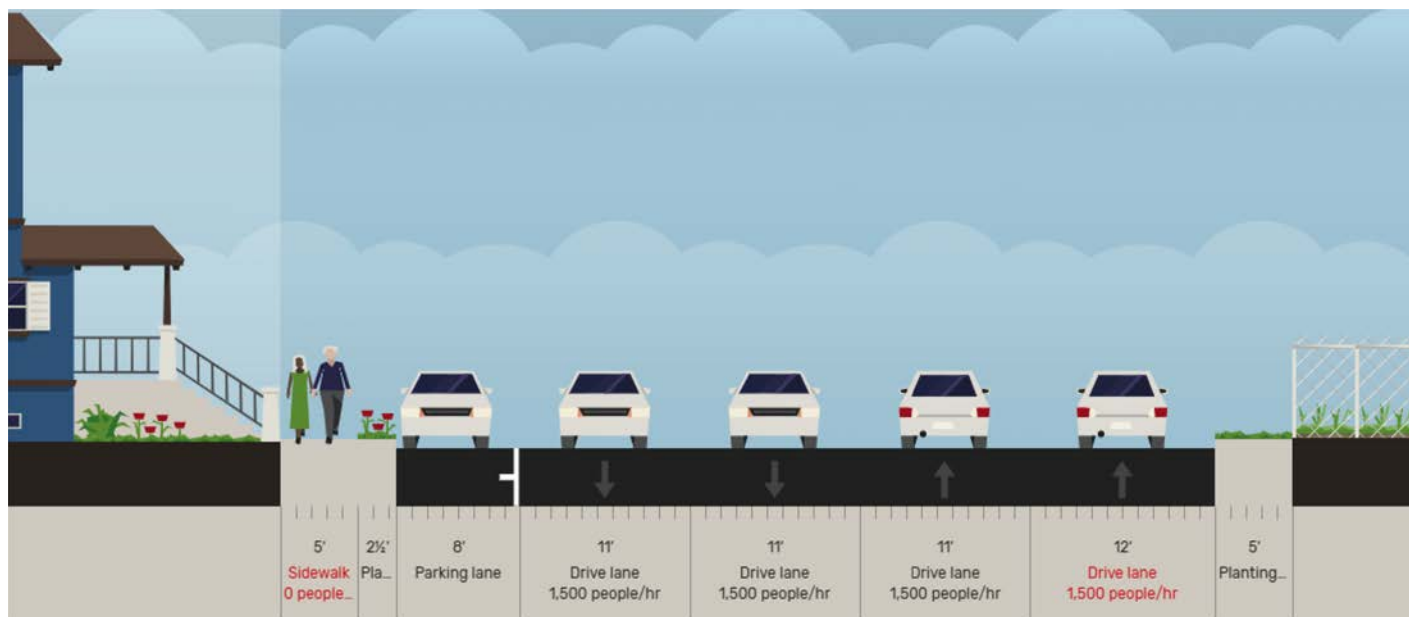 5'
Sidewalk
0 people...
2½'
Pla...
8'
Parking lane
11'
Drive lane
1,500 people/hr
11'
Drive lane
1,500 people/hr
11'
Drive lane
1,500 people/hr
12'
Drive lane
1,500 people/hr
5'
Planting...